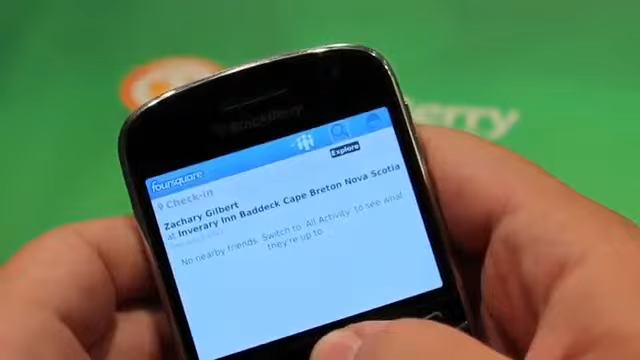 BlackBerry
foursquare
Explore
Check-in
Zachary Gilbert
at Inverary Inn Baddeck Cape Breton Nova Scotia
No nearby friends. Switch to 'All Activity' to see what
they're up to.
erry